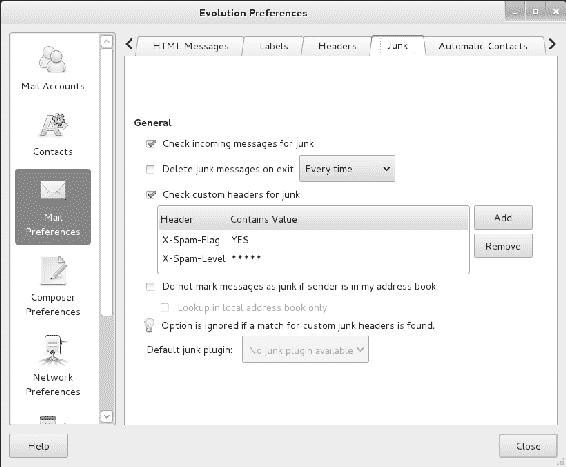 Evolution Preferences
HTML Messages Labels Headers Junk Automatic Contacts
Mail Accounts
Contacts
Mail
Preferences
Composer
Preferences
Network
Preferences
General
Check incoming messages for junk
Delete junk messages on exit Every time
Check custom headers for junk
Header Contains Value
X-Spam-Flag YES
X-Spam-Level *****
Add
Remove
Do not mark messages as junk if sender is in my address book
Lookup in local address book only
Option is ignored if a match for custom junk headers is found.
Default junk plugin: No junk plugin available
Help Close